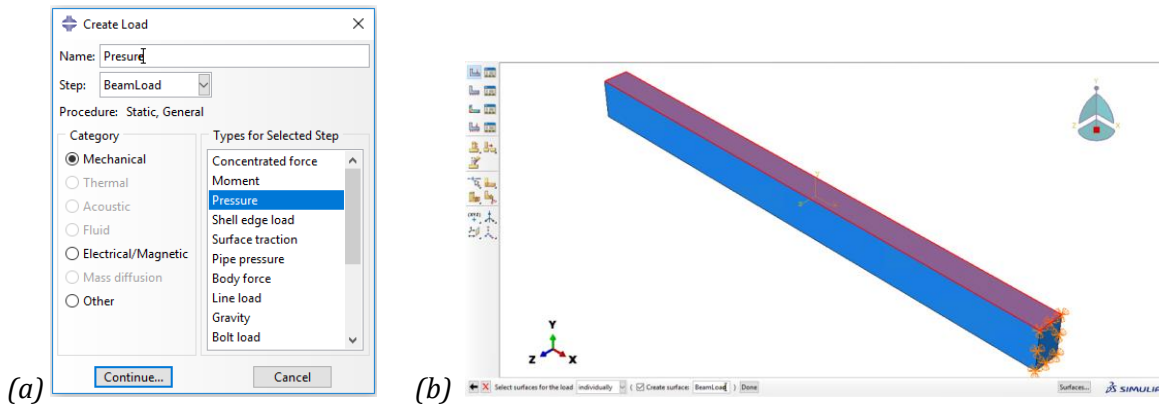 Create Load
Name: Presure
Step: BeamLoad
Procedure: Static, General
Category
Mechanical
Thermal
Acoustic
Fluid
Electrical/Magnetic
Mass diffusion
Other
Types for Selected Step
Concentrated force
Moment
Pressure
Shell edge load
Surface traction
Pipe pressure
Body force
Line load
Gravity
Bolt load
Continue... Cancel
(a)
Y
Z X
Y
Z X
Select surfaces for the load individually ( Create surface: BeamLoad ) Done
Surfaces... SIMULIA
(b)